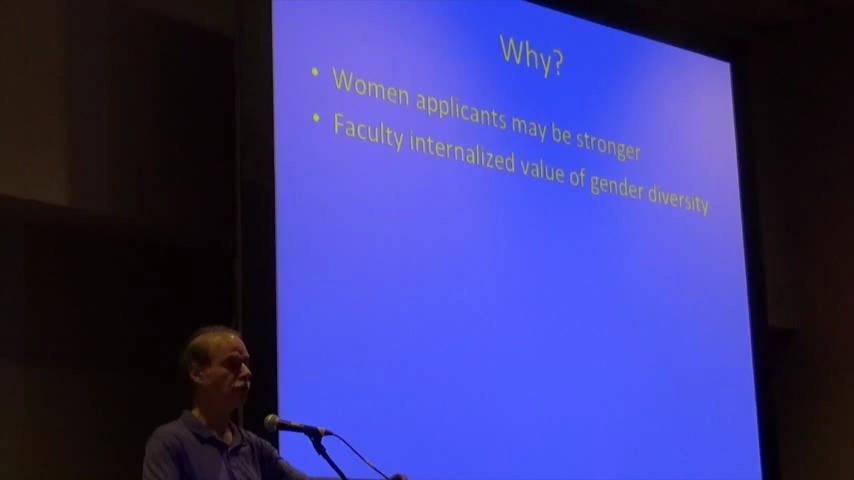 Why?
• Women applicants may be stronger
• Faculty internalized value of gender diversity